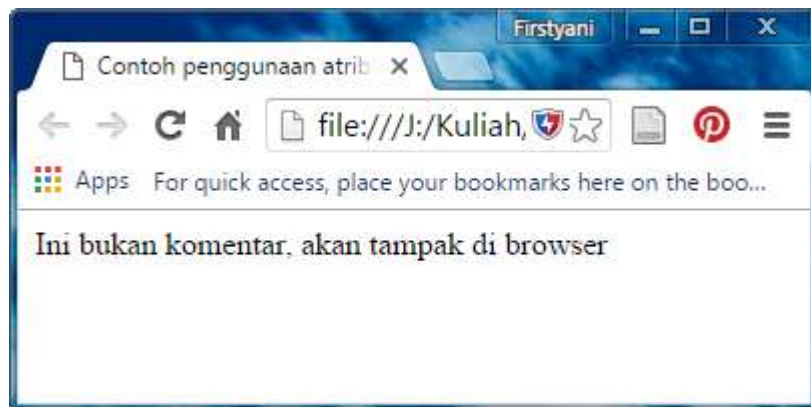 Firstyani
Contoh penggunaan atrib
file:///J:/Kuliah,
Apps For quick access, place your bookmarks here on the boo...
Ini bukan komentar, akan tampak di browser